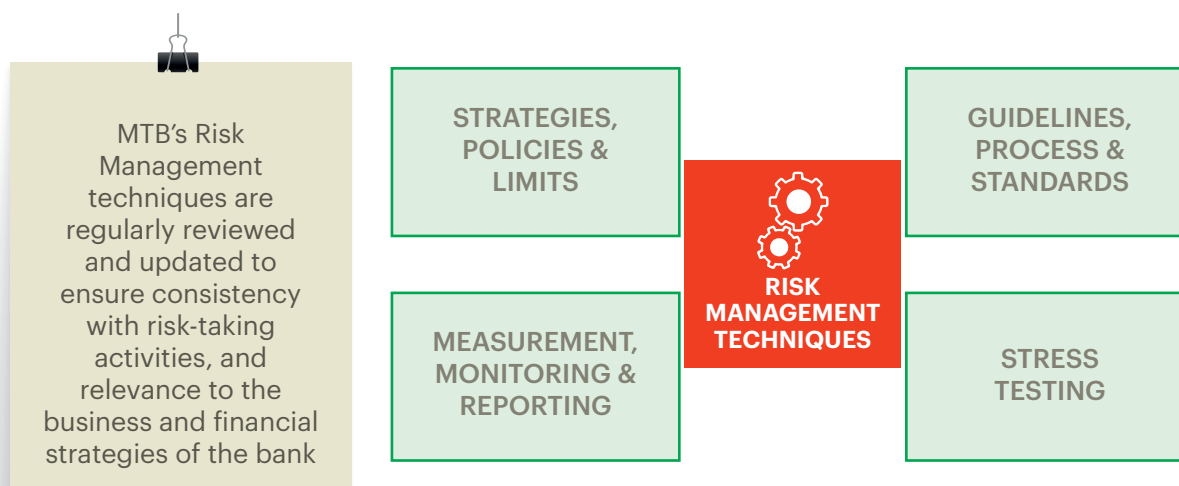 MTB’s Risk
Management
techniques are
regularly reviewed
and updated to
ensure consistency
with risk-taking
activities, and
relevance to the
business and financial
strategies of the bank
STRATEGIES,
POLICIES &
LIMITS
GUIDELINES,
PROCESS &
STANDARDS
RISK
MANAGEMENT
TECHNIQUES
MEASUREMENT,
MONITORING &
REPORTING
STRESS
TESTING